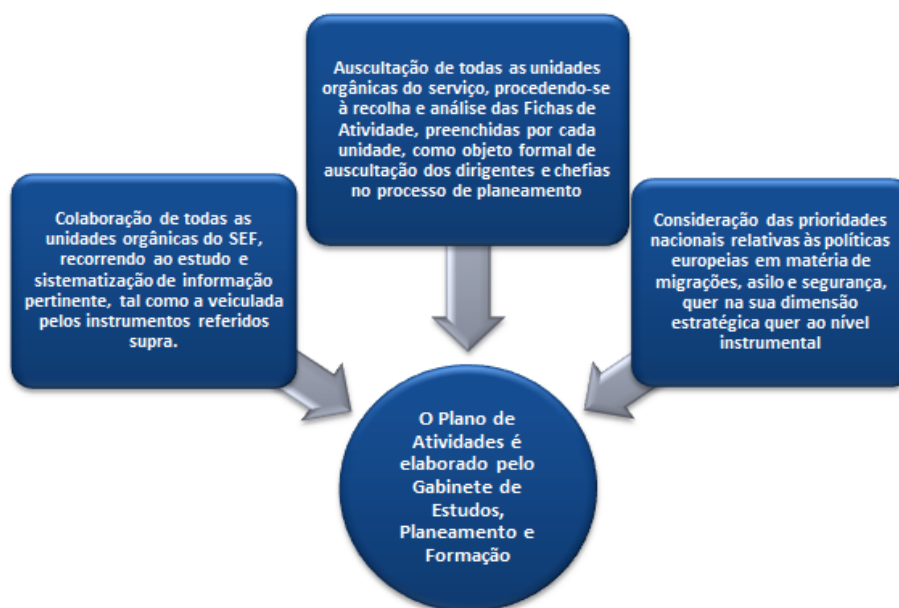 Auscultação de todas as unidades
orgânicas do serviço, procedendo-se
à recolha e análise das Fichas de
Atividade, preenchidas por cada
unidade, como objeto formal de
auscultação dos dirigentes e chefias
no processo de planeamento
Colaboração de todas as
unidades orgânicas do SEF,
recorrendo ao estudo e
sistematização de informação
pertinente, tal como a veiculada
pelos instrumentos referidos
supra.
Consideração das prioridades
nacionais relativas às políticas
europeias em matéria de
migrações, asilo e segurança,
quer na sua dimensão
estratégica quer ao nível
instrumental
O Plano de
Atividades é
elaborado pelo
Gabinete de
Estudos,
Planeamento e
Formação